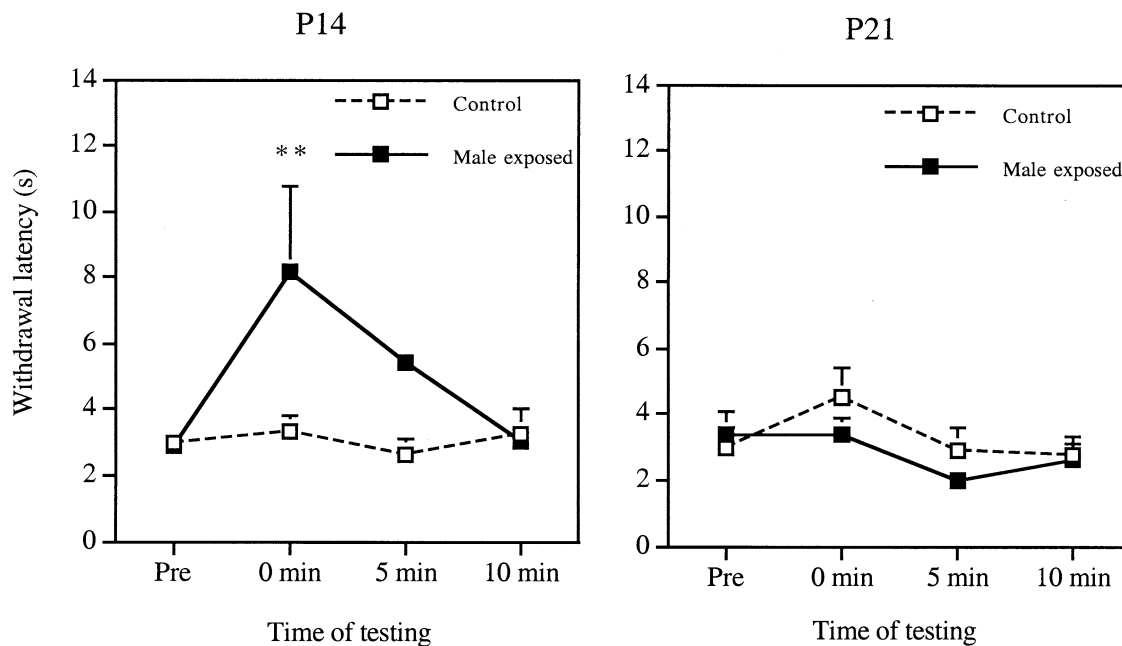 P14
14
12
10
8
6
4
2
0
Withdrawal latency (s)
Control
Male exposed
**
Pre 0 min 5 min 10 min
Time of testing
P21
14
12
10
8
6
4
2
0
Control
Male exposed
Pre 0 min 5 min 10 min
Time of testing